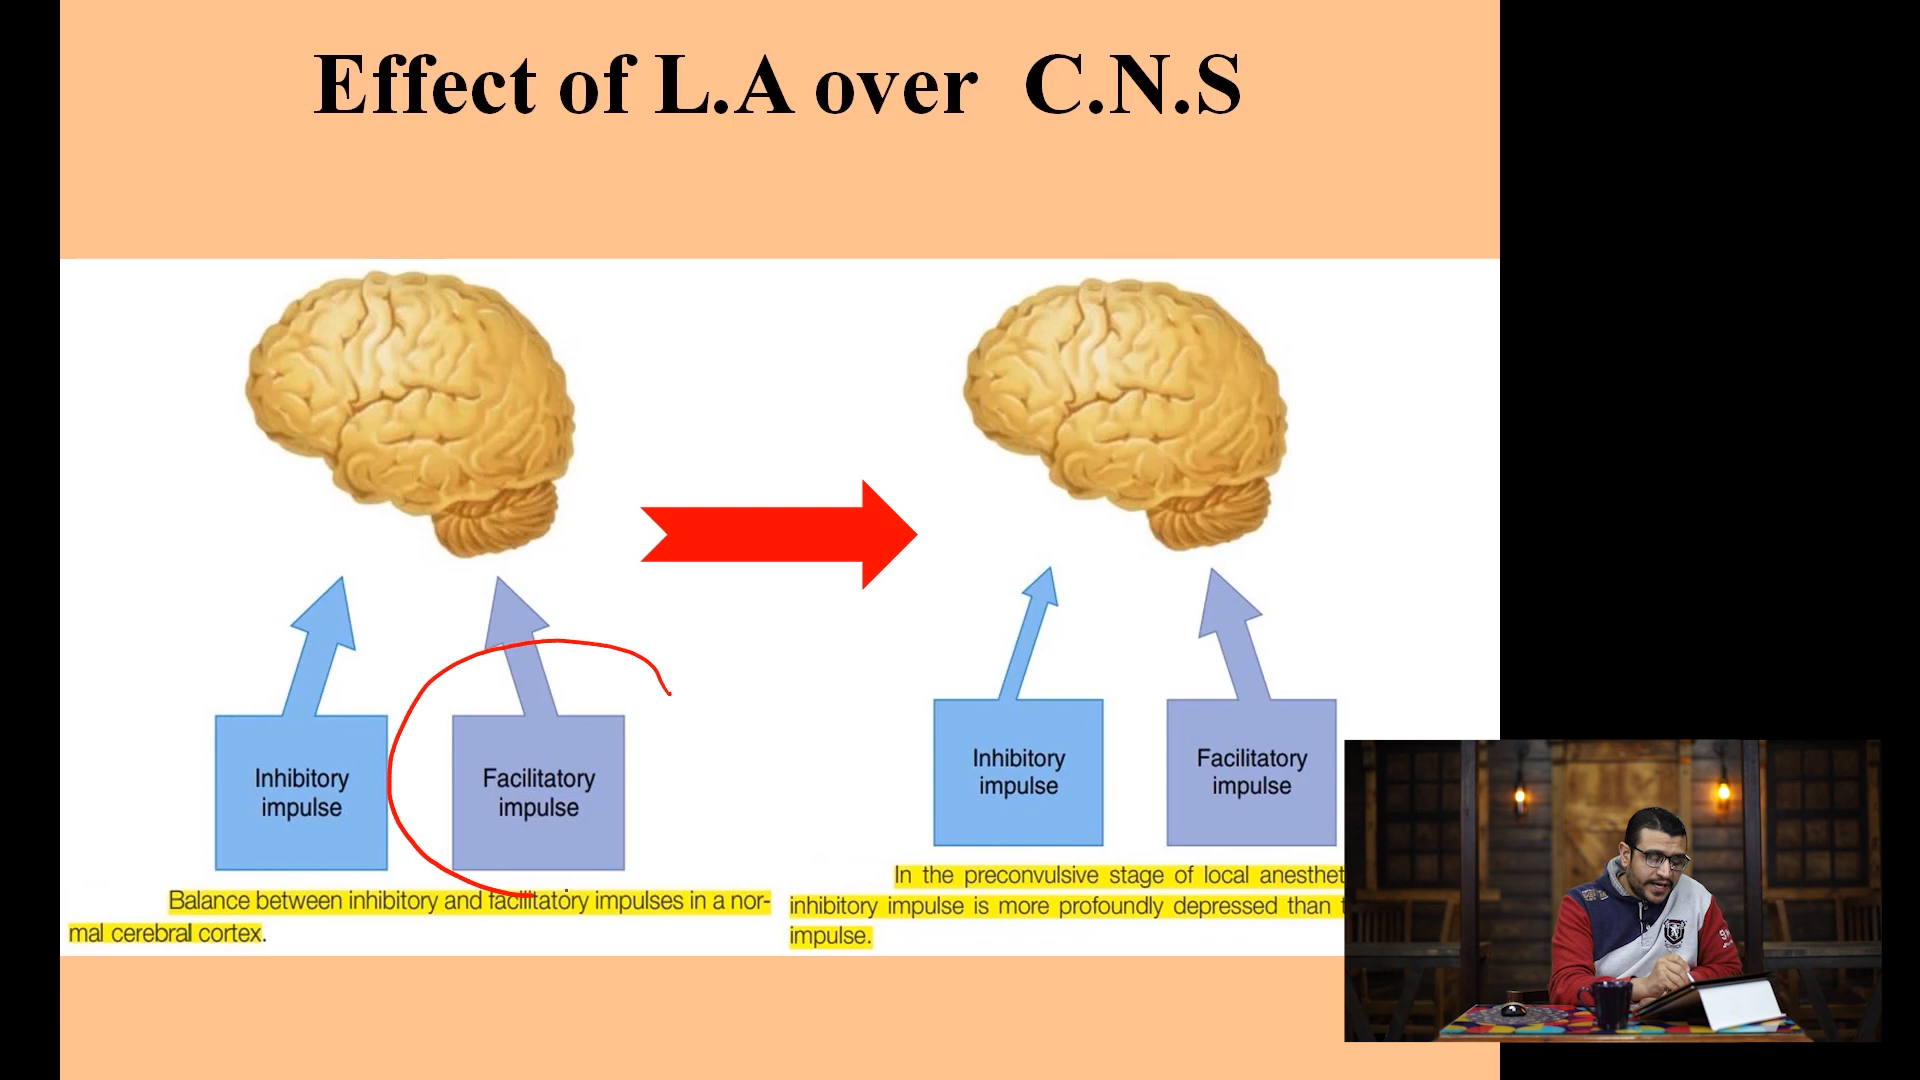 Effect of L.A over C.N.S
Inhibitory
impulse
Facilitatory
impulse
Inhibitory
impulse
Facilitatory
impulse
Balance between inhibitory and facilitatory impulses in a nor-
mal cerebral cortex.
In the preconvulsive stage of local anesthet
inhibitory impulse is more profoundly depressed than
impulse.